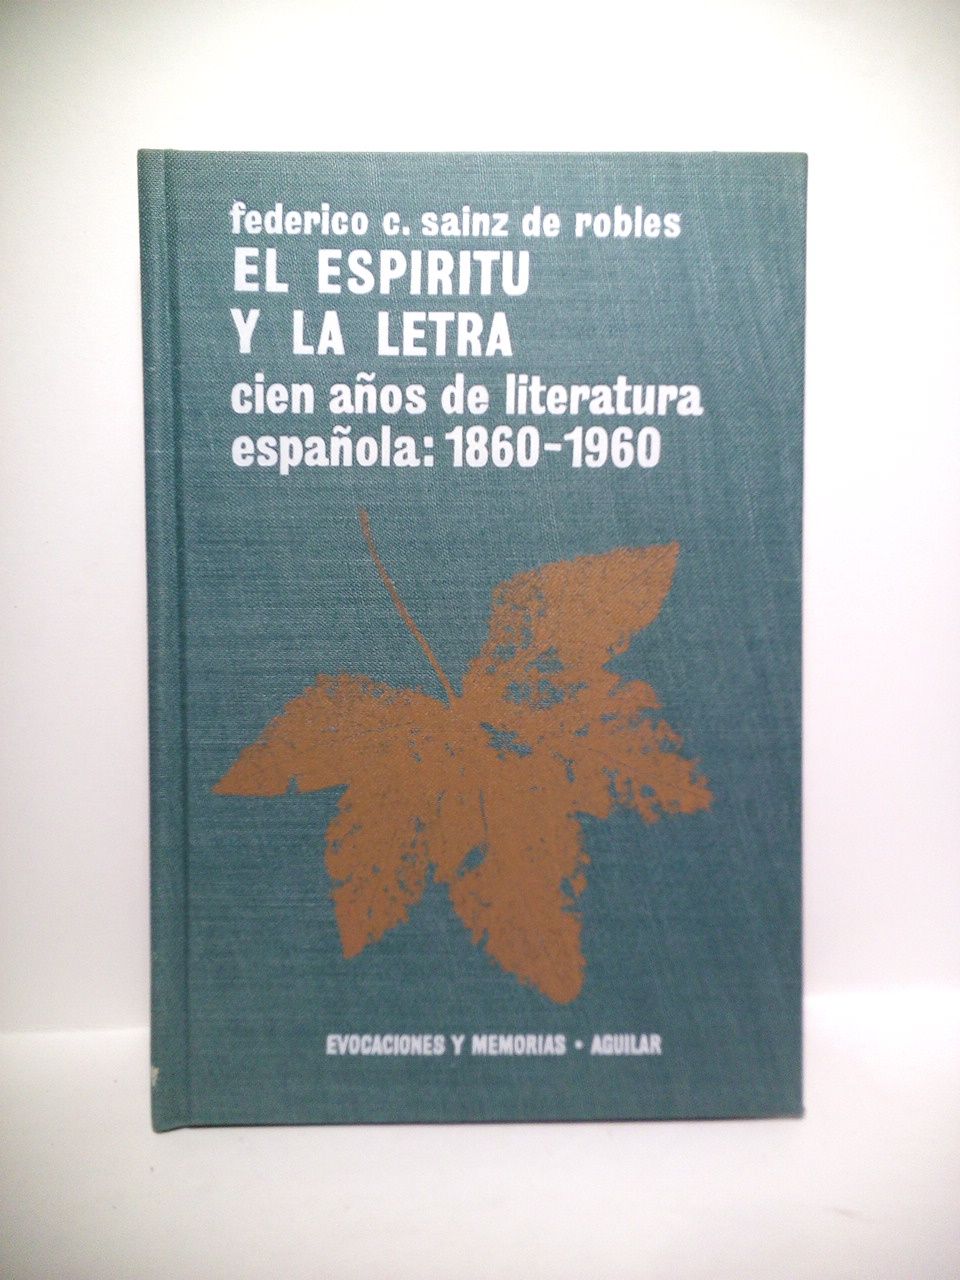 federico c. sainz de robles
EL ESPIRITU
Y LA LETRA
cien años de literatura
española: 1860-1960
EVOCACIONES Y MEMORIAS • AGUILAR